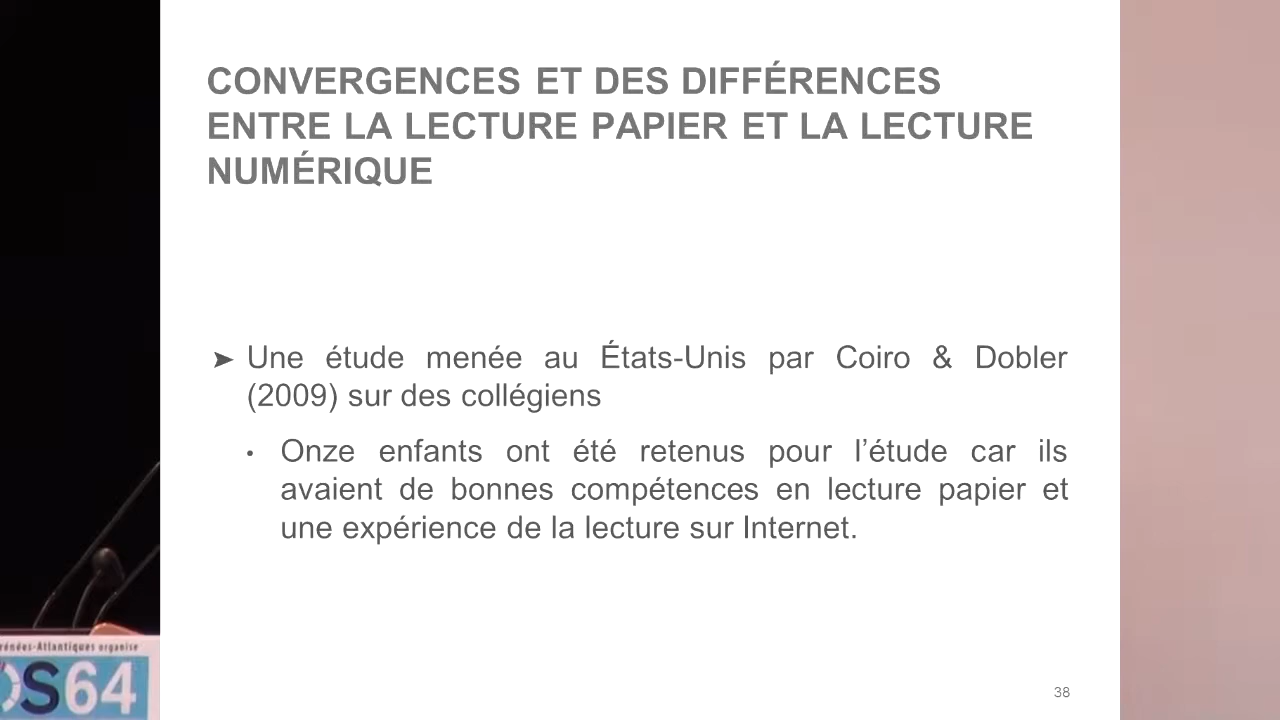 CONVERGENCES ET DES DIFFÉRENCES
ENTRE LA LECTURE PAPIER ET LA LECTURE
NUMÉRIQUE
➤ Une étude menée au États-Unis par Coiro & Dobler
(2009) sur des collégiens
• Onze enfants ont été retenus pour l’étude car ils
avaient de bonnes compétences en lecture papier et
une expérience de la lecture sur Internet.
38
rénées-Atlantiques organise
OS64